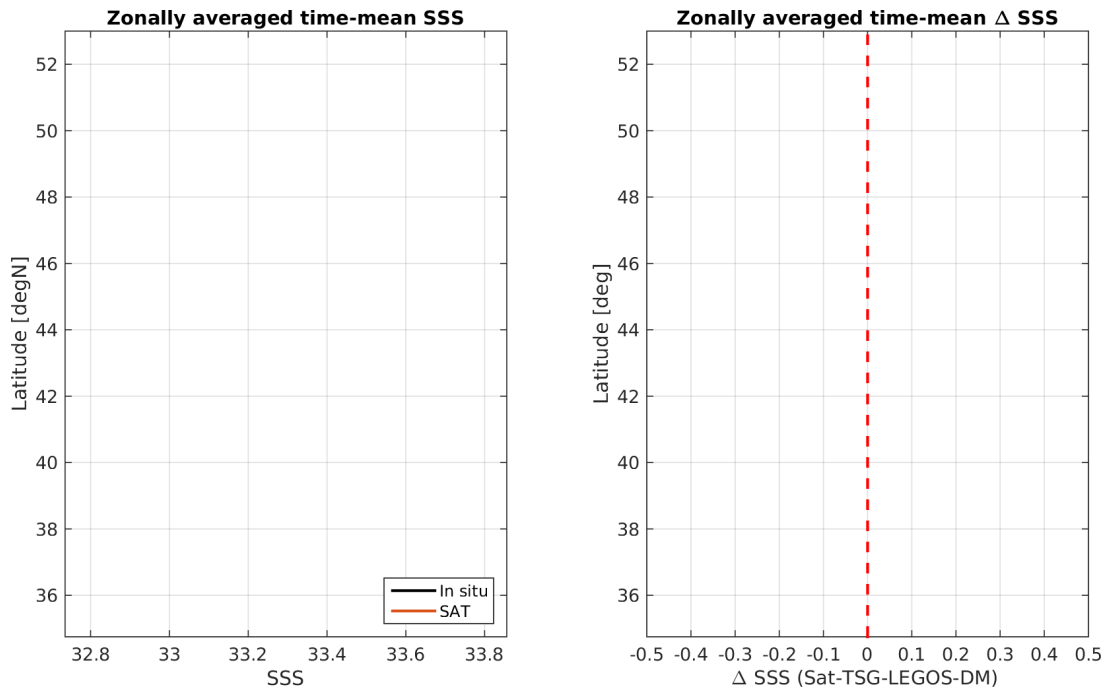 Zonally averaged time-mean SSS
52
50
48
46
44
42
40
38
36
Latitude [degN]
32.8 33 33.2 33.4 33.6 33.8
SSS
In situ
SAT
Zonally averaged time-mean Δ SSS
52
50
48
46
44
42
40
38
36
Latitude [deg]
-0.5 -0.4 -0.3 -0.2 -0.1 0 0.1 0.2 0.3 0.4 0.5
Δ SSS (Sat-TSG-LEGOS-DM)